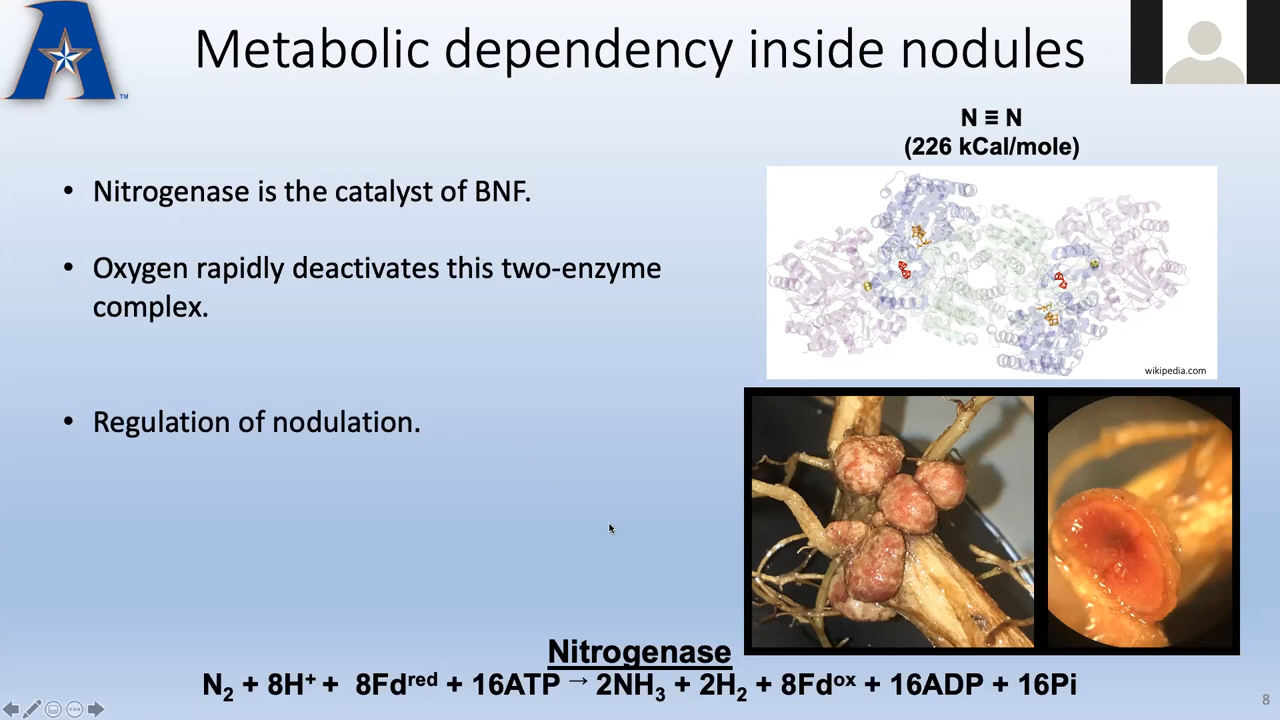 Metabolic dependency inside nodules
TM
N ≡ N
(226 kCal/mole)
• Nitrogenase is the catalyst of BNF.
• Oxygen rapidly deactivates this two-enzyme
complex.
wikipedia.com
• Regulation of nodulation.
Nitrogenase
N₂ + 8H⁺ + 8Fdʳᵉᵈ + 16ATP → 2NH₃ + 2H₂ + 8Fdᵒˣ + 16ADP + 16Pi
8